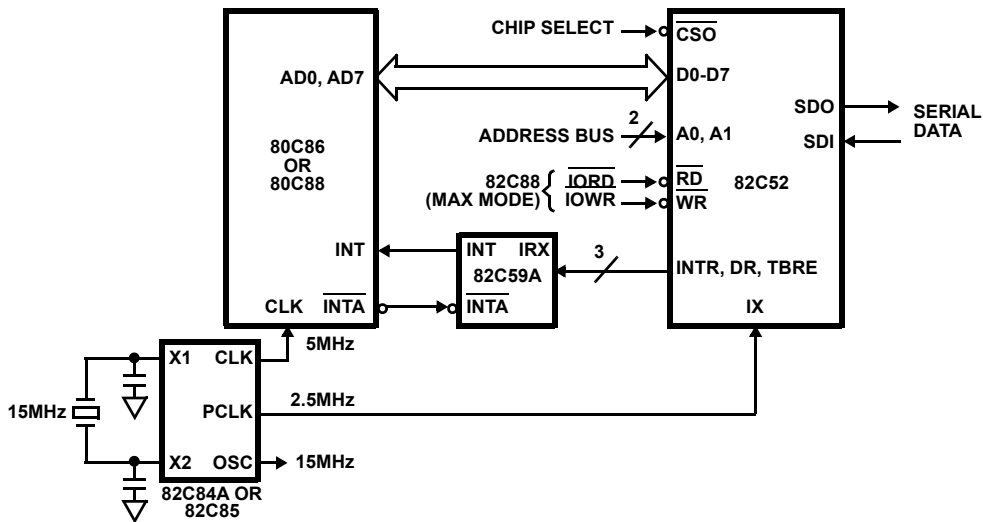 CHIP SELECT
CSO
AD0, AD7
D0-D7
SDO
SERIAL
DATA
SDI
2
ADDRESS BUS
A0, A1
80C86
OR
80C88
82C88
(MAX MODE)
IORD
IOWR
RD
WR
82C52
INT
INT
IRX
3
INTR, DR, TBRE
82C59A
CLK
INTA
INTA
IX
5MHz
X1
CLK
15MHz
PCLK
2.5MHz
X2
OSC
15MHz
82C84A OR
82C85